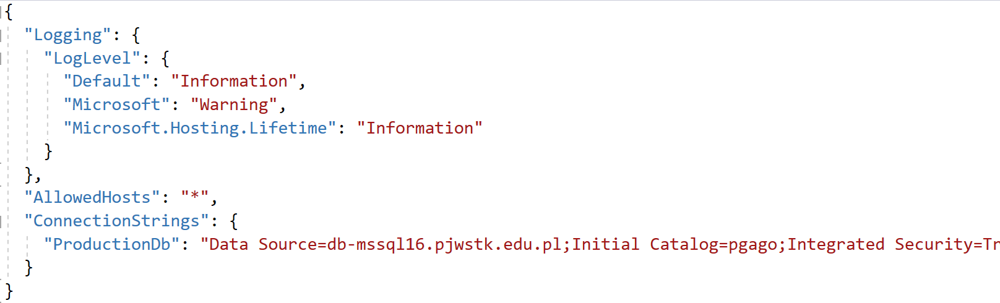 {
  "Logging": {
    "LogLevel": {
      "Default": "Information",
      "Microsoft": "Warning",
      "Microsoft.Hosting.Lifetime": "Information"
    }
  },
  "AllowedHosts": "*",
  "ConnectionStrings": {
    "ProductionDb": "Data Source=db-mssql16.pjwstk.edu.pl;Initial Catalog=pgago;Integrated Security=Tr
  }
}